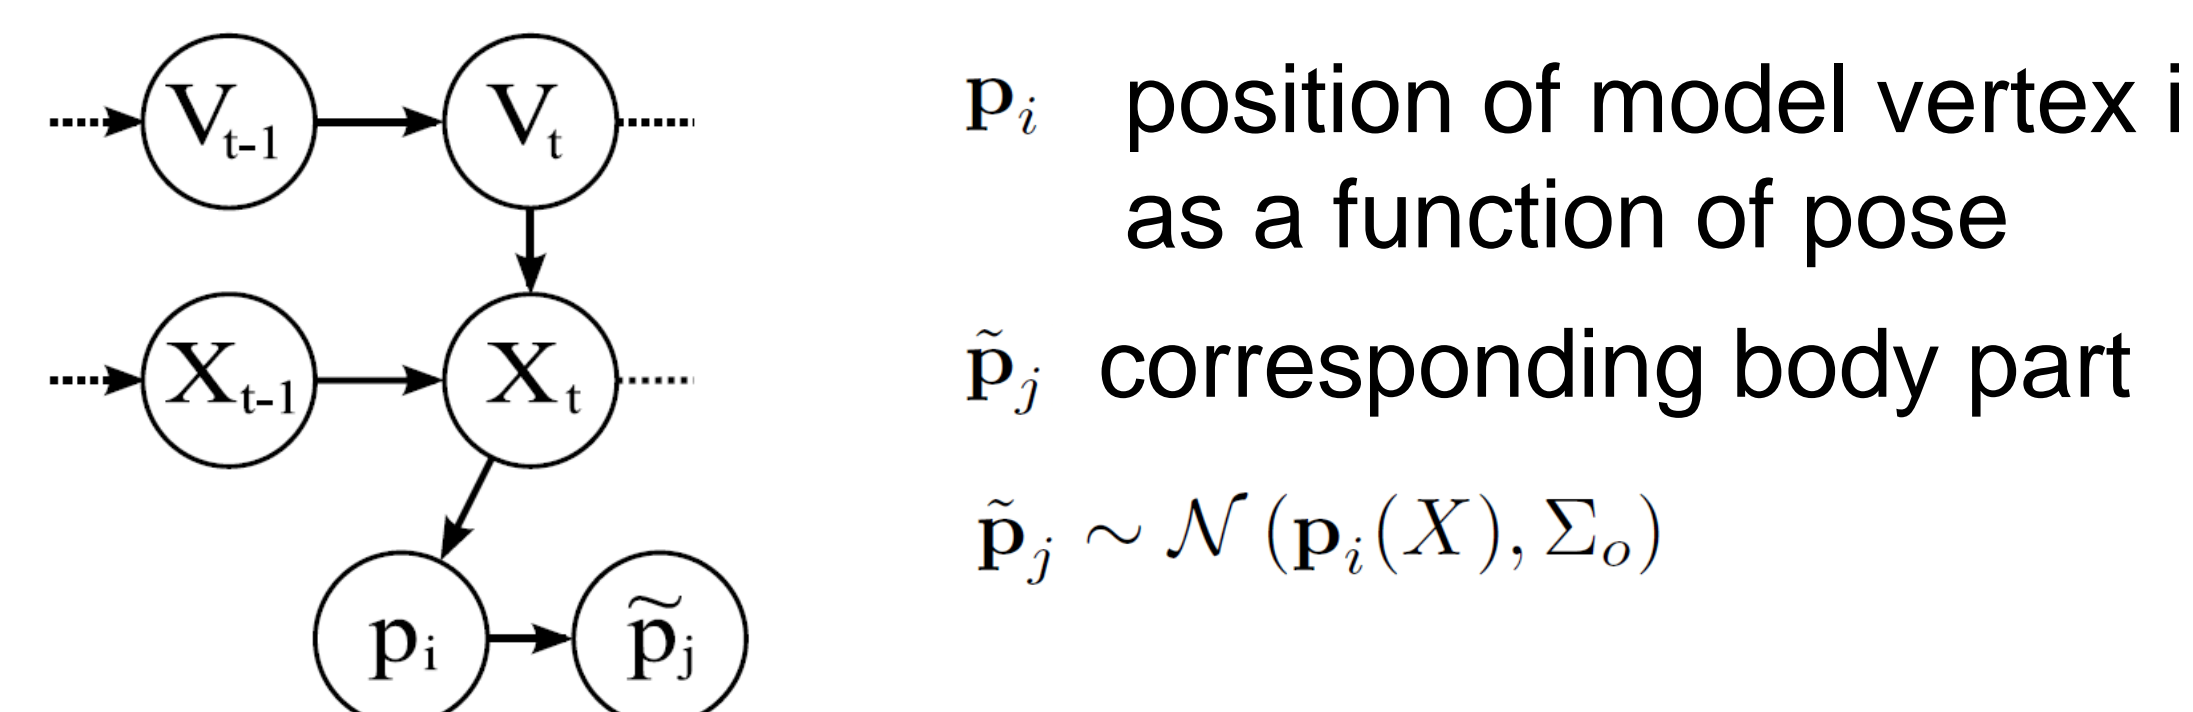 V_{t-1} V_t
p_i position of model vertex i
as a function of pose
X_{t-1} X_t
p̃_j corresponding body part
p̃_j ∼ 𝒩 (p_i(X), Σ_o)
p_i p̃_j